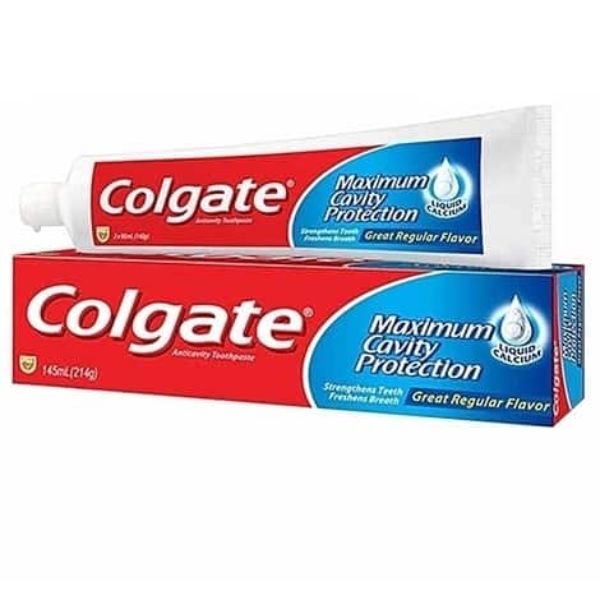 Colgate®
Anticavity Toothpaste
Maximum
Cavity
Protection
LIQUID
CALCIUM
Strengthens Teeth
Freshens Breath
Great Regular Flavor
Colgate®
Anticavity Toothpaste
145mL(214g)
Maximum
Cavity
Protection
LIQUID
CALCIUM
Strengthens Teeth
Freshens Breath
Great Regular Flavor
Colgate